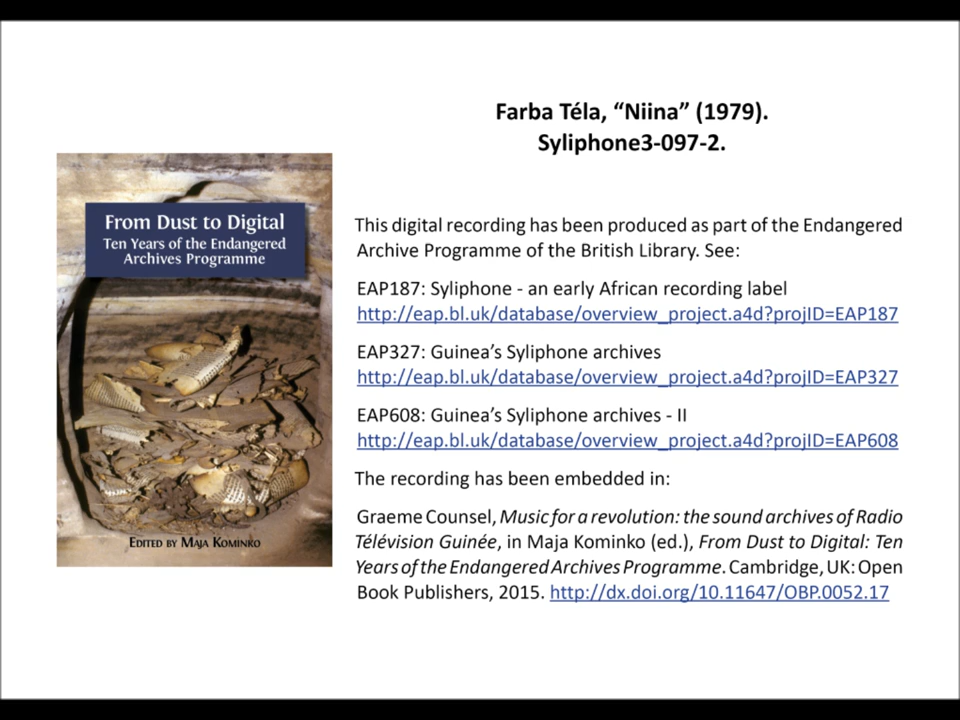 Farba Téla, “Niina” (1979).
Syliphone3-097-2.
From Dust to Digital
Ten Years of the Endangered
Archives Programme
EDITED BY MAJA KOMINKO
This digital recording has been produced as part of the Endangered
Archive Programme of the British Library. See:
EAP187: Syliphone - an early African recording label
http://eap.bl.uk/database/overview_project.a4d?projID=EAP187
EAP327: Guinea’s Syliphone archives
http://eap.bl.uk/database/overview_project.a4d?projID=EAP327
EAP608: Guinea’s Syliphone archives - II
http://eap.bl.uk/database/overview_project.a4d?projID=EAP608
The recording has been embedded in:
Graeme Counsel, Music for a revolution: the sound archives of Radio
Télévision Guinée, in Maja Kominko (ed.), From Dust to Digital: Ten
Years of the Endangered Archives Programme. Cambridge, UK: Open
Book Publishers, 2015. http://dx.doi.org/10.11647/OBP.0052.17